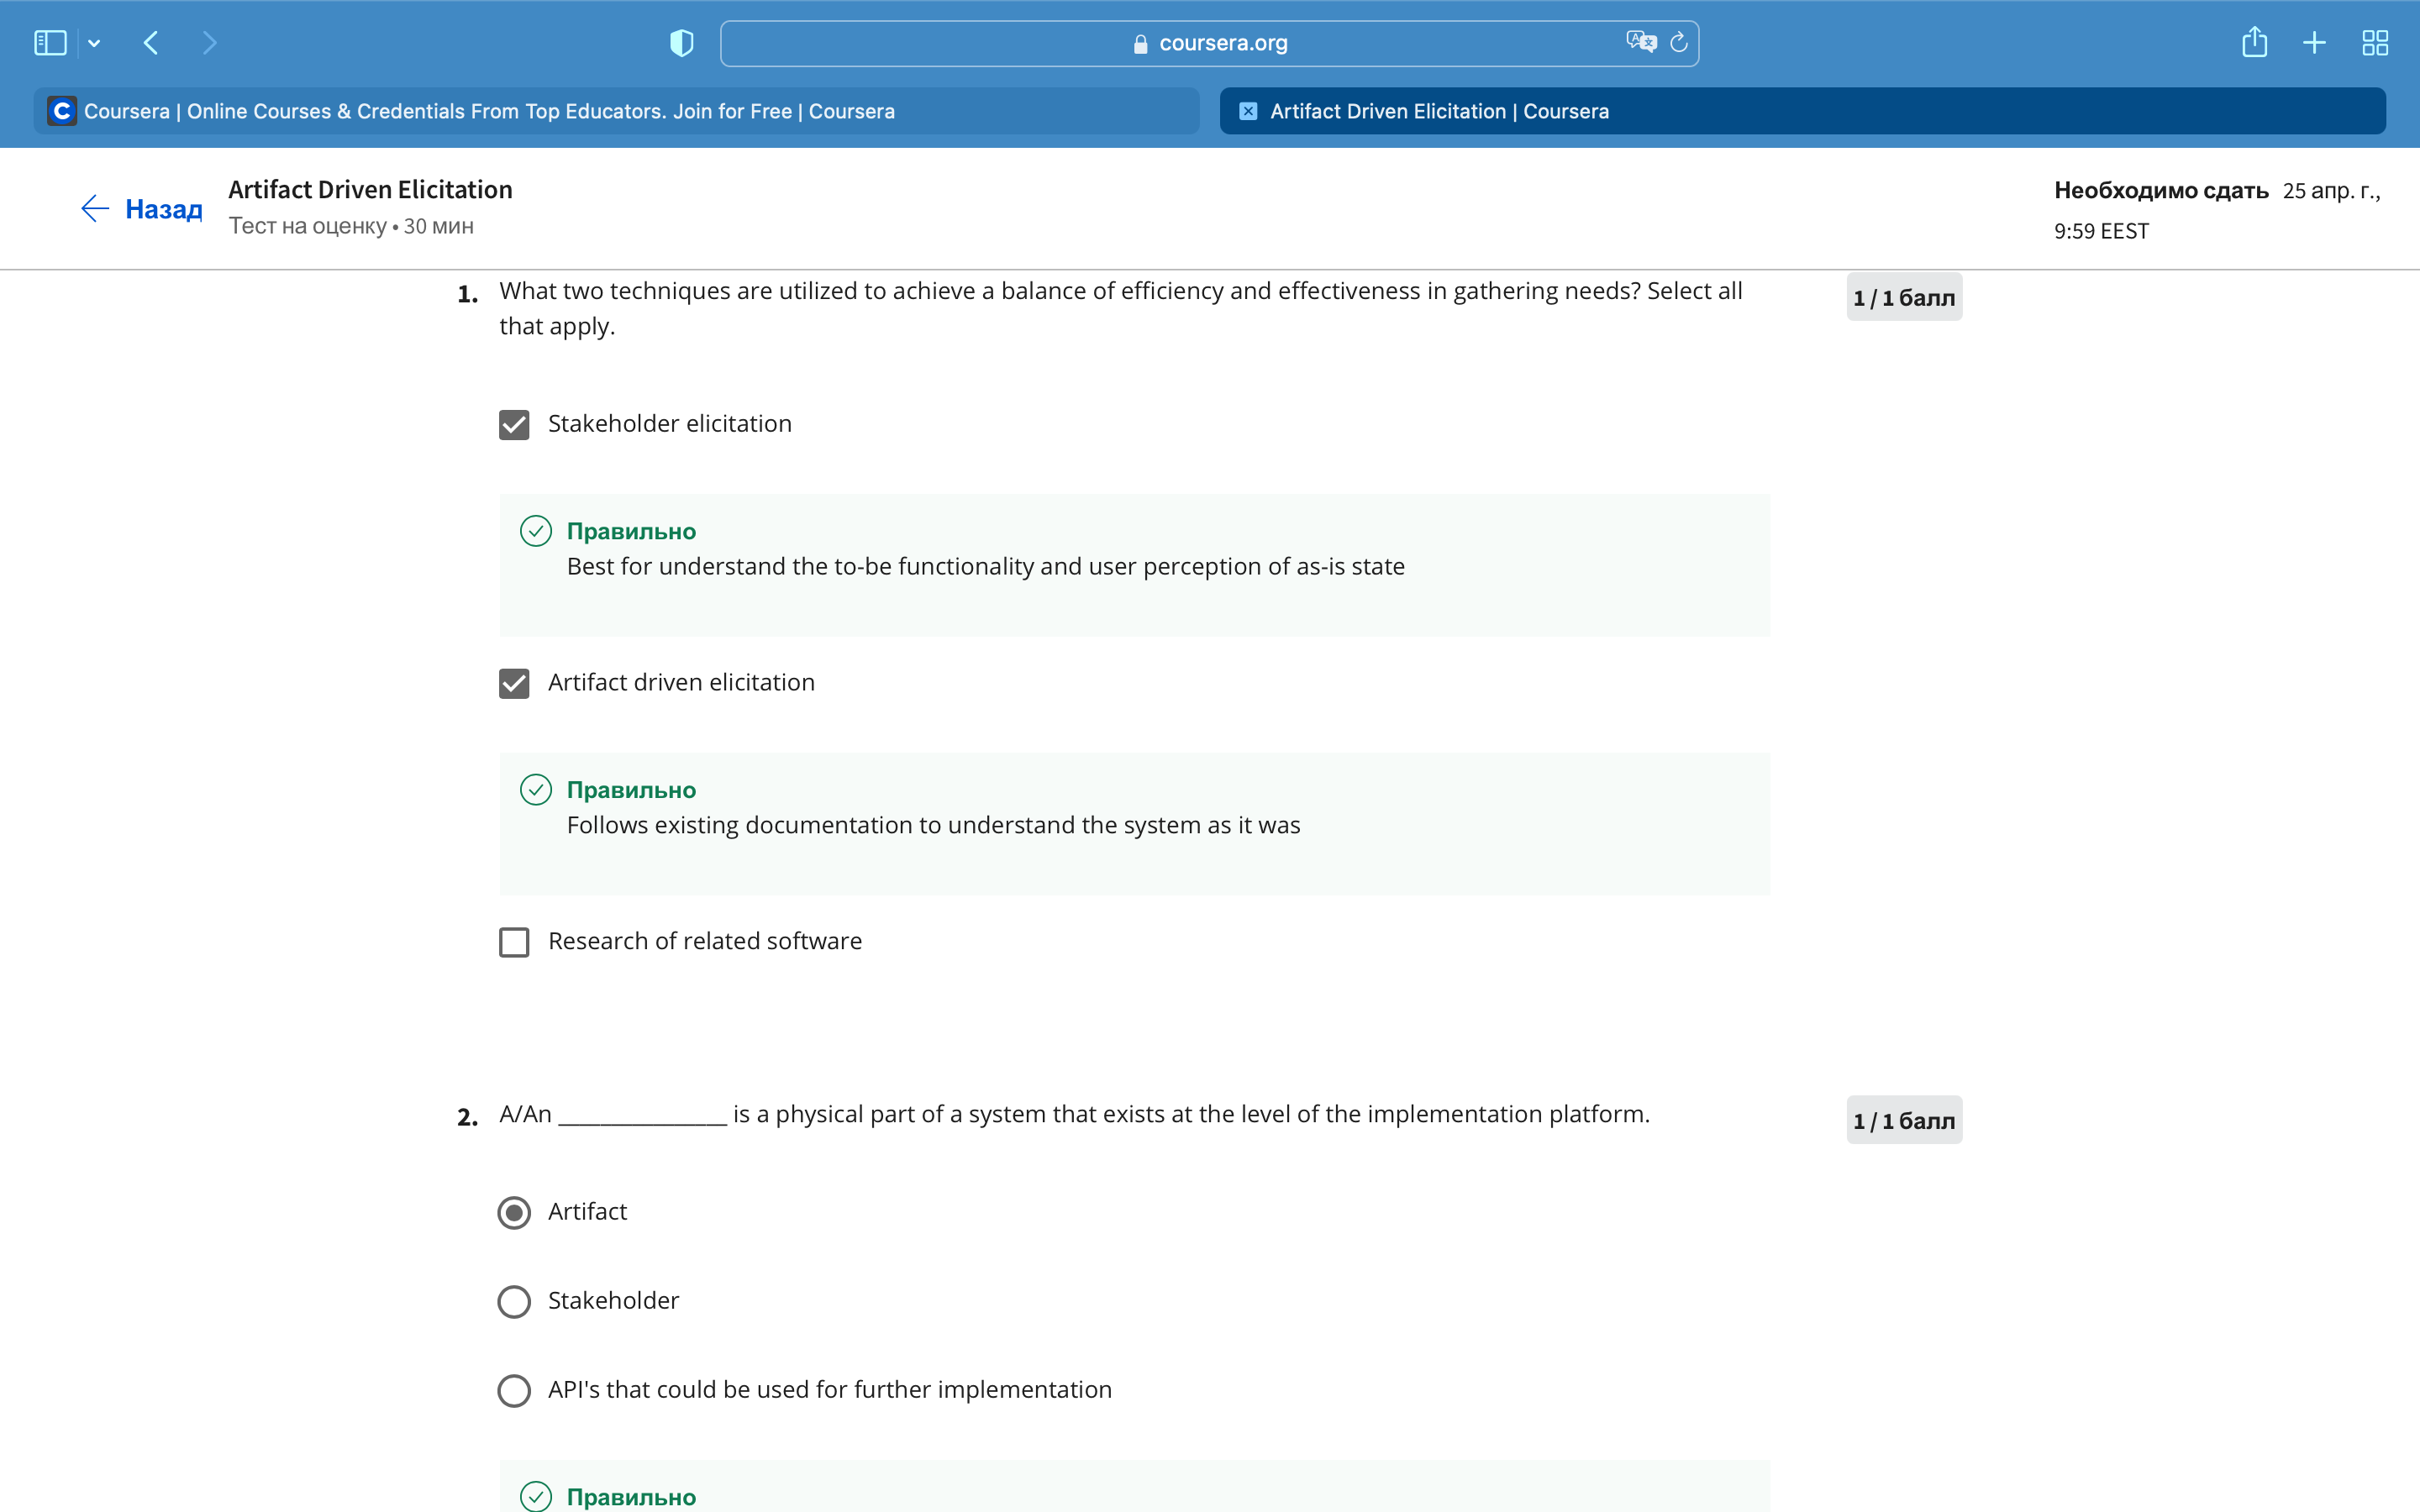 coursera.org
Coursera | Online Courses & Credentials From Top Educators. Join for Free | Coursera
Artifact Driven Elicitation | Coursera
Назад
Artifact Driven Elicitation
Тест на оценку • 30 мин
Необходимо сдать 25 апр. г.,
9:59 EEST
1. What two techniques are utilized to achieve a balance of efficiency and effectiveness in gathering needs? Select all
that apply.
1 / 1 балл
Stakeholder elicitation
Правильно
Best for understand the to-be functionality and user perception of as-is state
Artifact driven elicitation
Правильно
Follows existing documentation to understand the system as it was
Research of related software
2. A/An ______________ is a physical part of a system that exists at the level of the implementation platform.
1 / 1 балл
Artifact
Stakeholder
API's that could be used for further implementation
Правильно